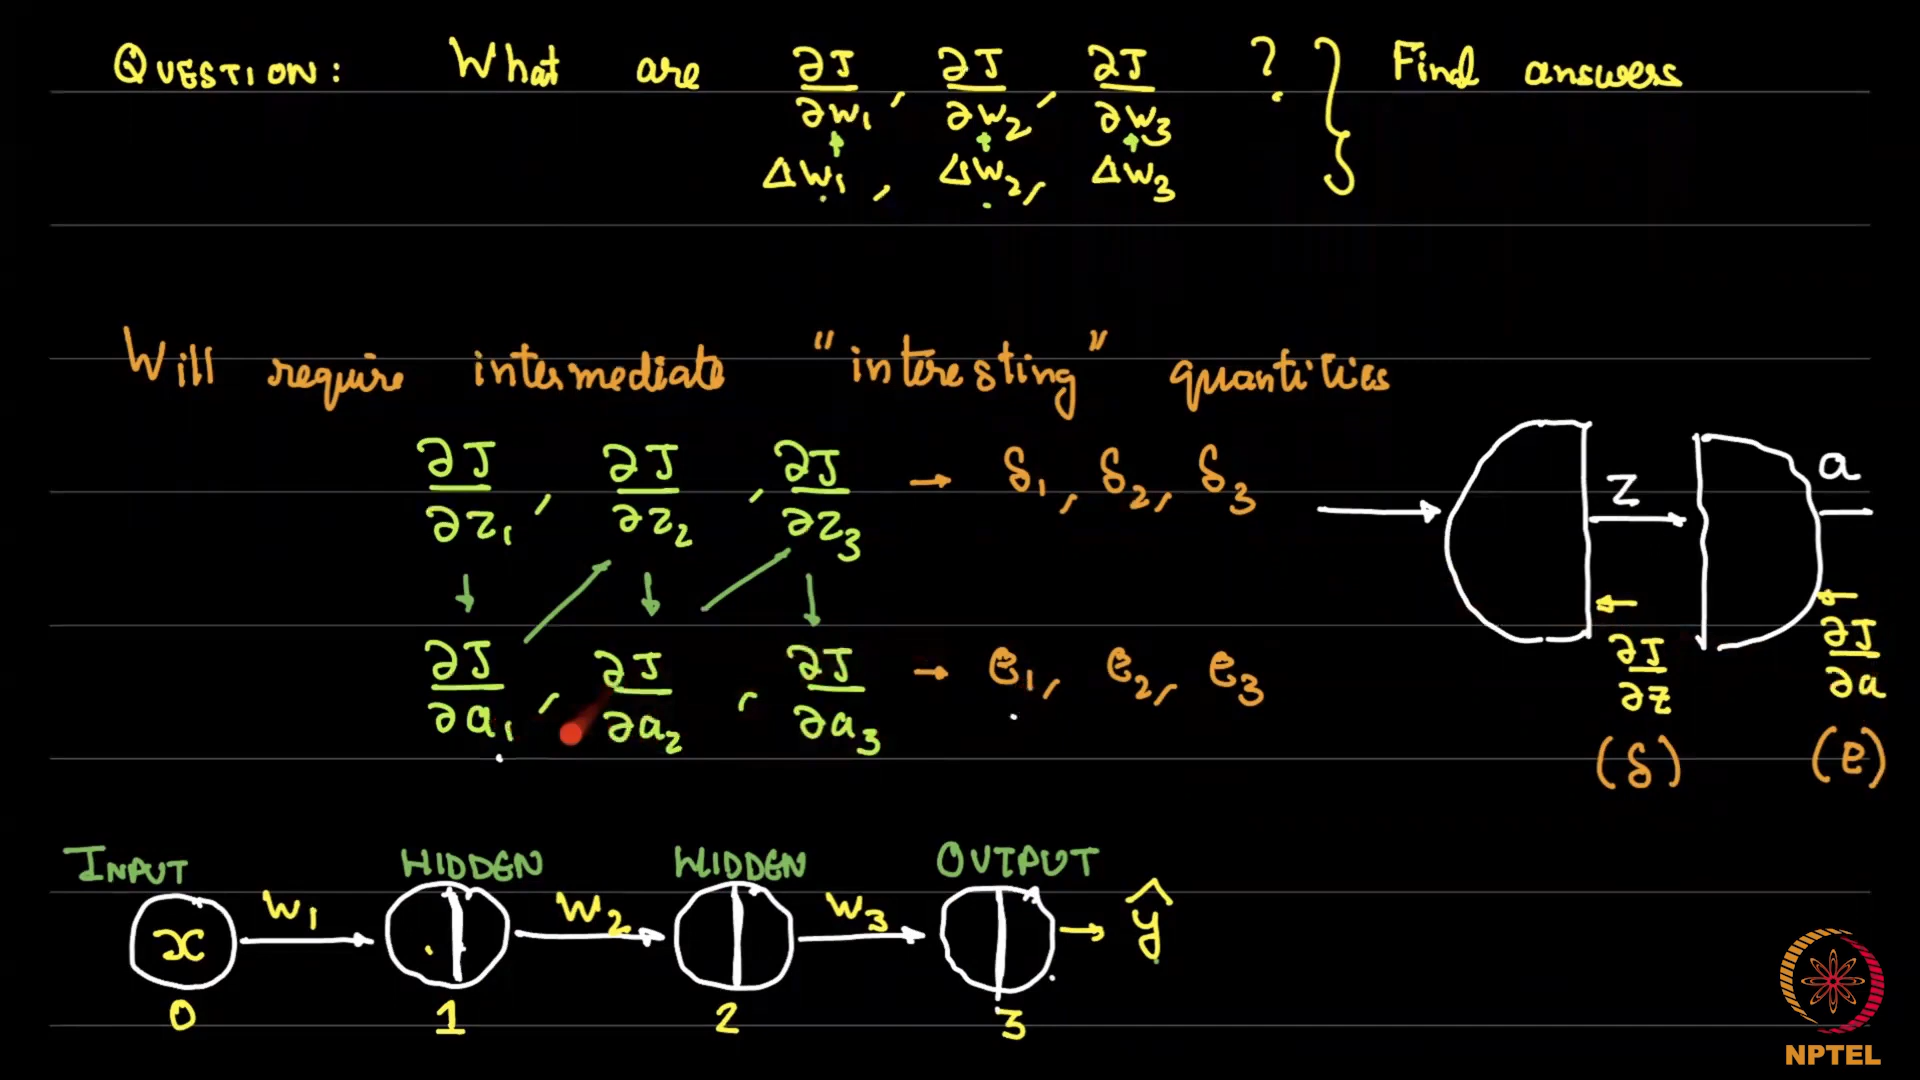 QUESTION: What are ∂J/∂w₁, ∂J/∂w₂, ∂J/∂w₃ ? } Find answers
Δw₁, Δw₂, Δw₃
Will require intermediate "interesting" quantities
∂J/∂z₁, ∂J/∂z₂, ∂J/∂z₃ → δ₁, δ₂, δ₃
z a
∂J/∂a₁, ∂J/∂a₂, ∂J/∂a₃ → e₁, e₂, e₃
∂J/∂z ∂J/∂a
(δ) (e)
INPUT HIDDEN HIDDEN OUTPUT
x w₁ w₂ w₃ → ŷ
0 1 2 3
NPTEL